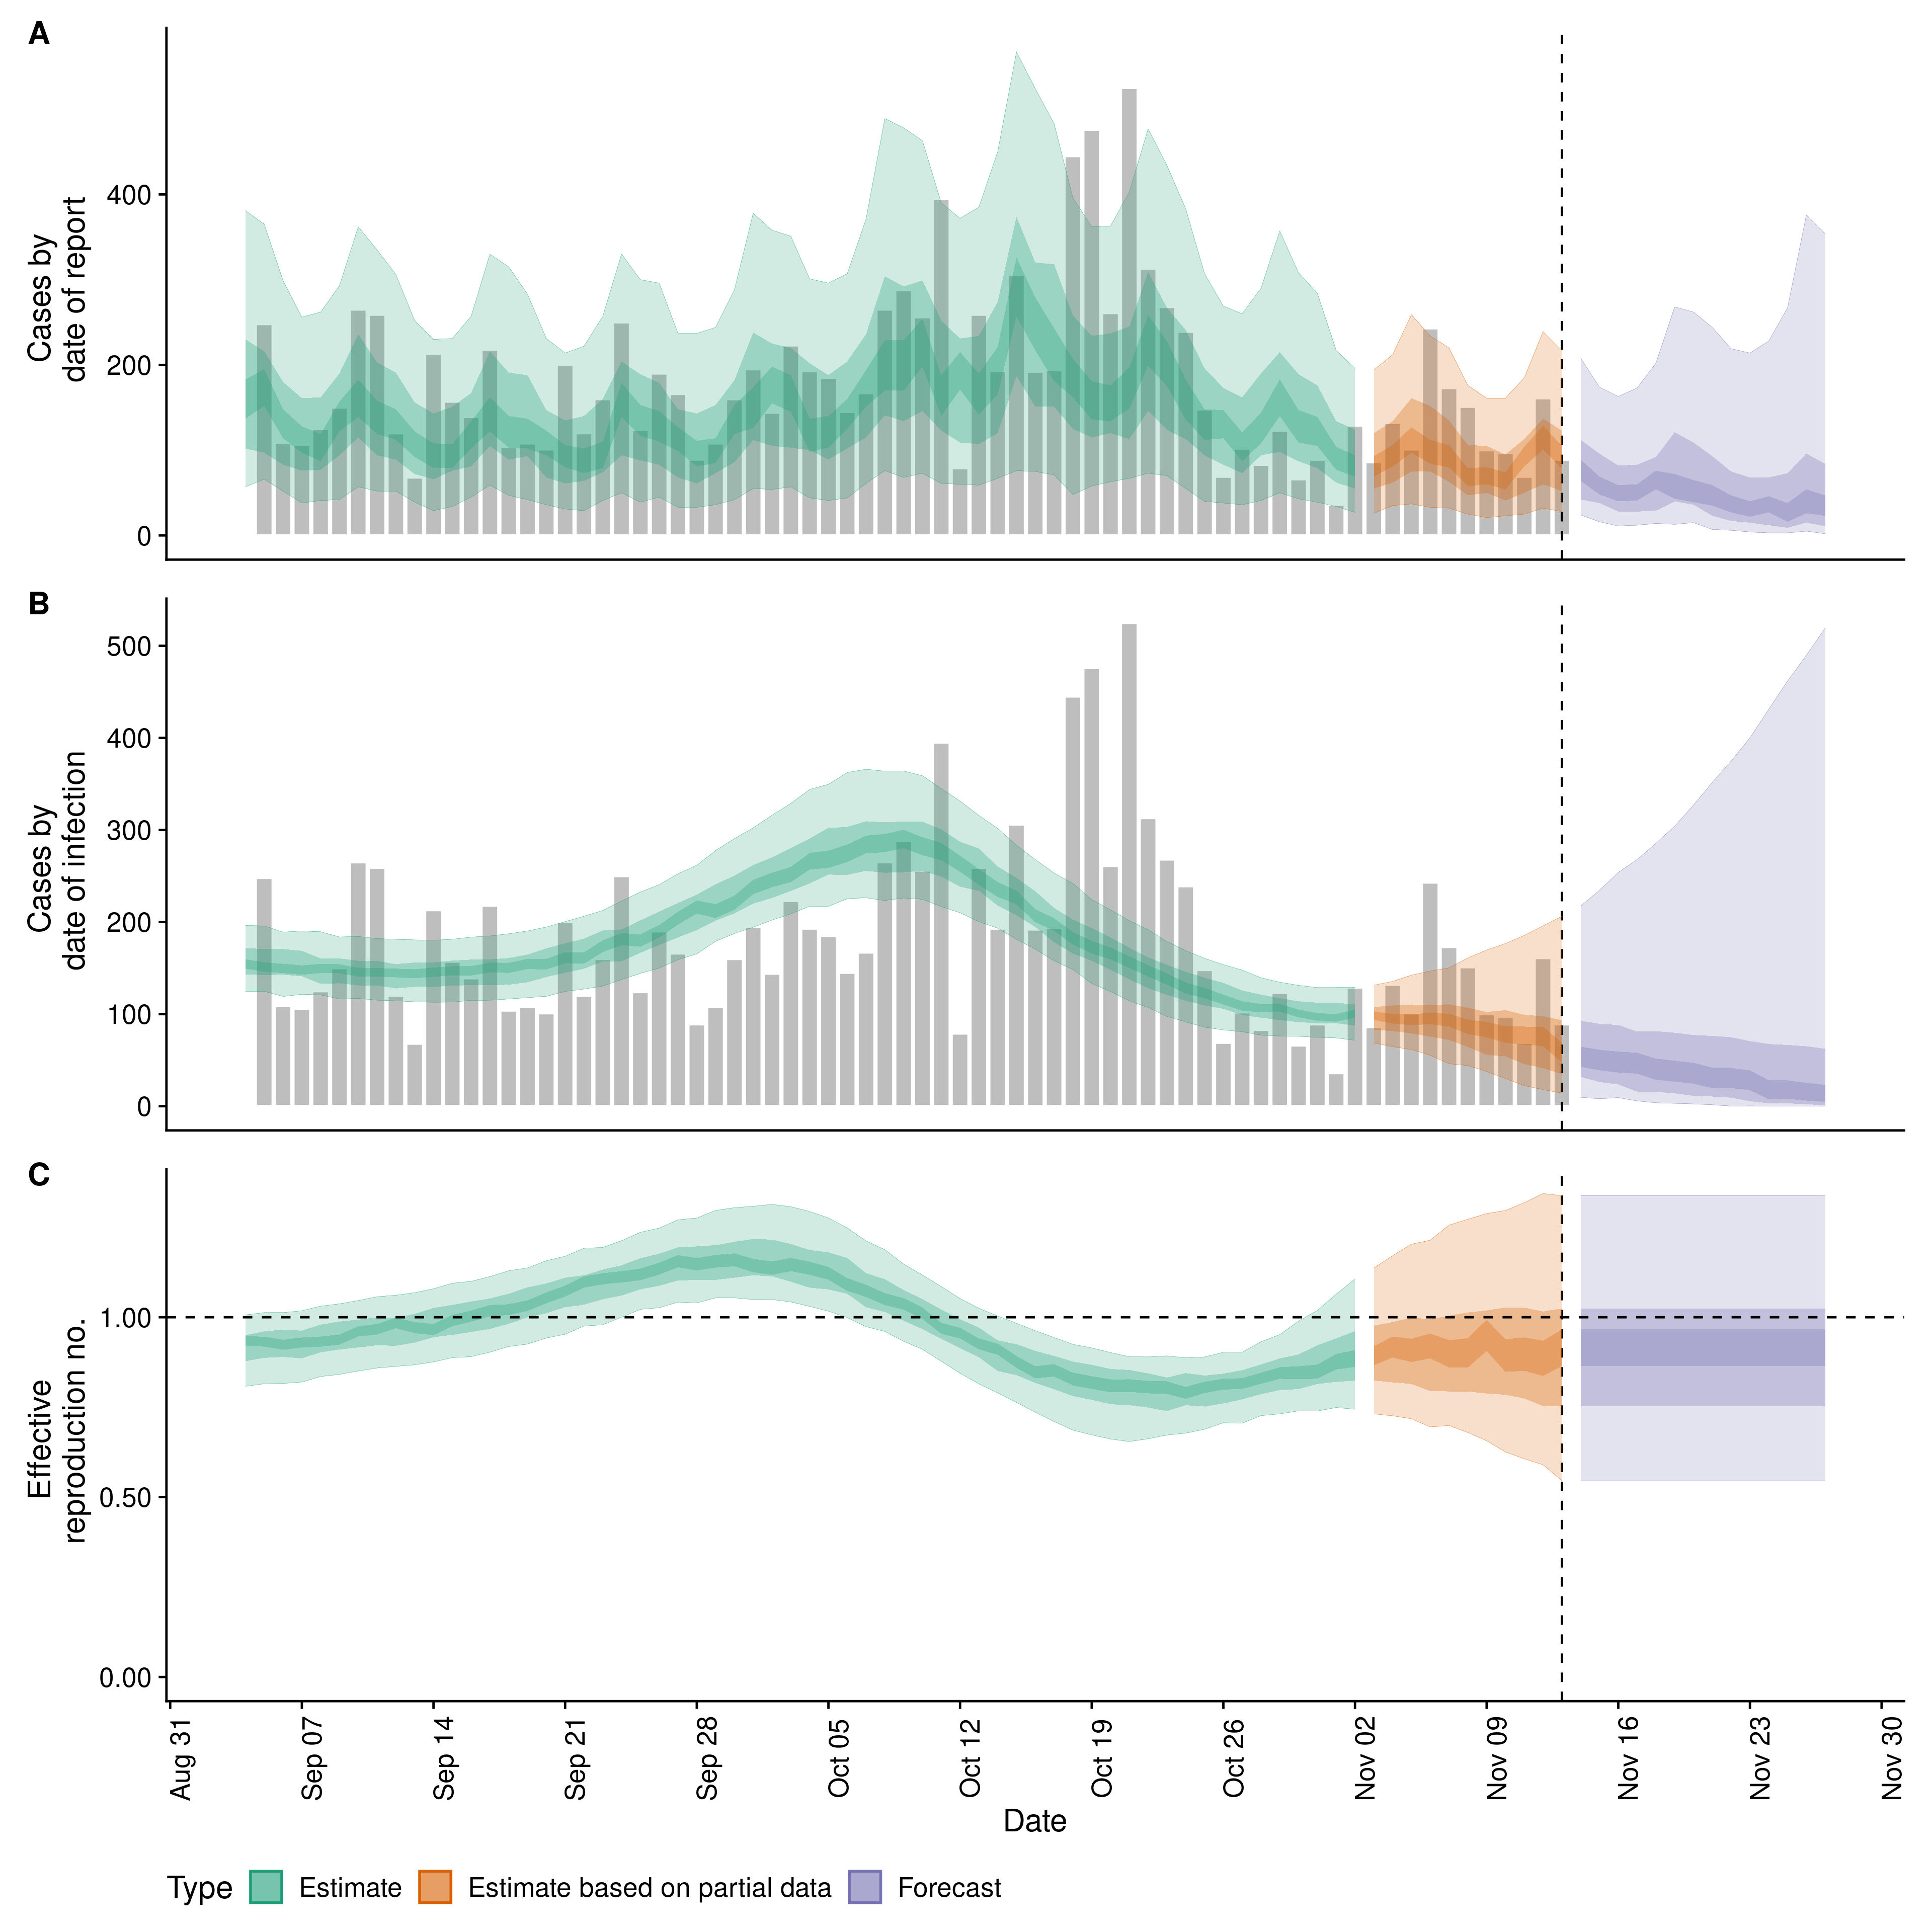 A
Cases by
date of report
400
200
0
B
Cases by
date of infection
500
400
300
200
100
0
C
Effective
reproduction no.
1.00
0.50
0.00
Aug 31
Sep 07
Sep 14
Sep 21
Sep 28
Oct 05
Oct 12
Oct 19
Oct 26
Nov 02
Nov 09
Nov 16
Nov 23
Nov 30
Date
Type Estimate Estimate based on partial data Forecast